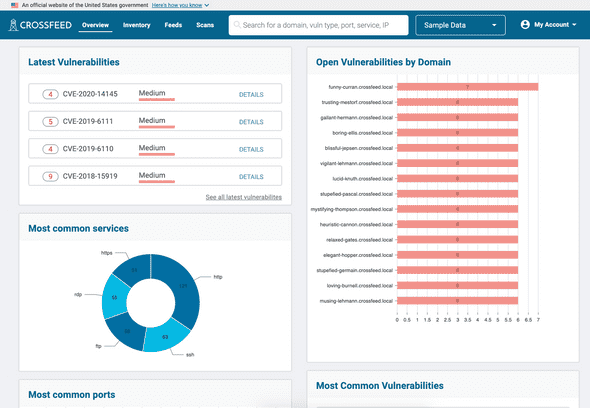 An official website of the United States government Here's how you know
CROSSFEED
Overview
Inventory
Feeds
Scans
Search for a domain, vuln type, port, service, IP
Sample Data
My Account
Latest Vulnerabilities
4 CVE-2020-14145 Medium DETAILS
5 CVE-2019-6111 Medium DETAILS
4 CVE-2019-6110 Medium DETAILS
9 CVE-2018-15919 Medium DETAILS
See all latest vulnerabilites
Most common services
https
http
rdp
53
ftp
63
ssh
Most common ports
Open Vulnerabilities by Domain
funny-curran.crossfeed.local 7
trusting-mestorf.crossfeed.local 6
gallant-hermann.crossfeed.local 6
boring-ellis.crossfeed.local 6
blissful-jepsen.crossfeed.local 6
vigilant-lehmann.crossfeed.local 6
lucid-knuth.crossfeed.local 6
stupefied-pascal.crossfeed.local 6
mystifying-thompson.crossfeed.local 6
heuristic-cannon.crossfeed.local 6
relaxed-gates.crossfeed.local 6
elegant-hopper.crossfeed.local 6
stupefied-germain.crossfeed.local 6
loving-burnell.crossfeed.local 6
musing-lehmann.crossfeed.local 6
0 0.5 1 1.5 2 2.5 3 3.5 4 4.5 5 5.5 6 6.5 7
Most Common Vulnerabilities